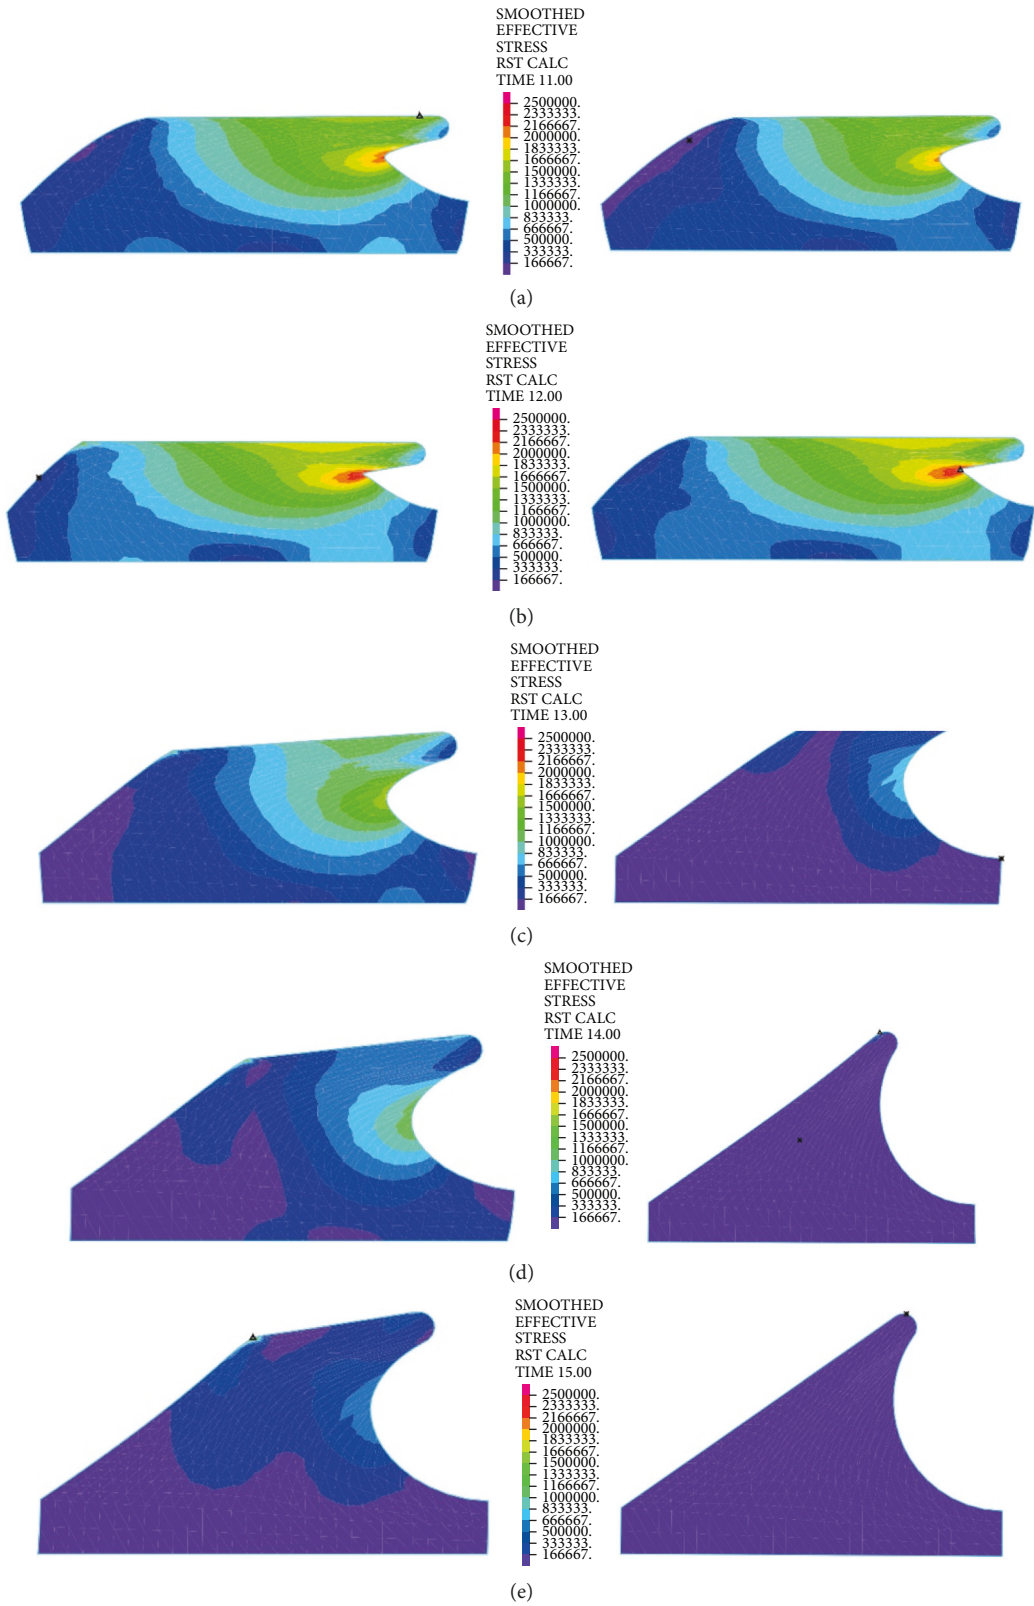 SMOOTHED
EFFECTIVE
STRESS
RST CALC
TIME 11.00
2500000.
2333333.
2166667.
2000000.
1833333.
1666667.
1500000.
1333333.
1166667.
1000000.
833333.
666667.
500000.
333333.
166667.
(a)
SMOOTHED
EFFECTIVE
STRESS
RST CALC
TIME 12.00
2500000.
2333333.
2166667.
2000000.
1833333.
1666667.
1500000.
1333333.
1166667.
1000000.
833333.
666667.
500000.
333333.
166667.
(b)
SMOOTHED
EFFECTIVE
STRESS
RST CALC
TIME 13.00
2500000.
2333333.
2166667.
2000000.
1833333.
1666667.
1500000.
1333333.
1166667.
1000000.
833333.
666667.
500000.
333333.
166667.
(c)
SMOOTHED
EFFECTIVE
STRESS
RST CALC
TIME 14.00
2500000.
2333333.
2166667.
2000000.
1833333.
1666667.
1500000.
1333333.
1166667.
1000000.
833333.
666667.
500000.
333333.
166667.
(d)
SMOOTHED
EFFECTIVE
STRESS
RST CALC
TIME 15.00
2500000.
2333333.
2166667.
2000000.
1833333.
1666667.
1500000.
1333333.
1166667.
1000000.
833333.
666667.
500000.
333333.
166667.
(e)